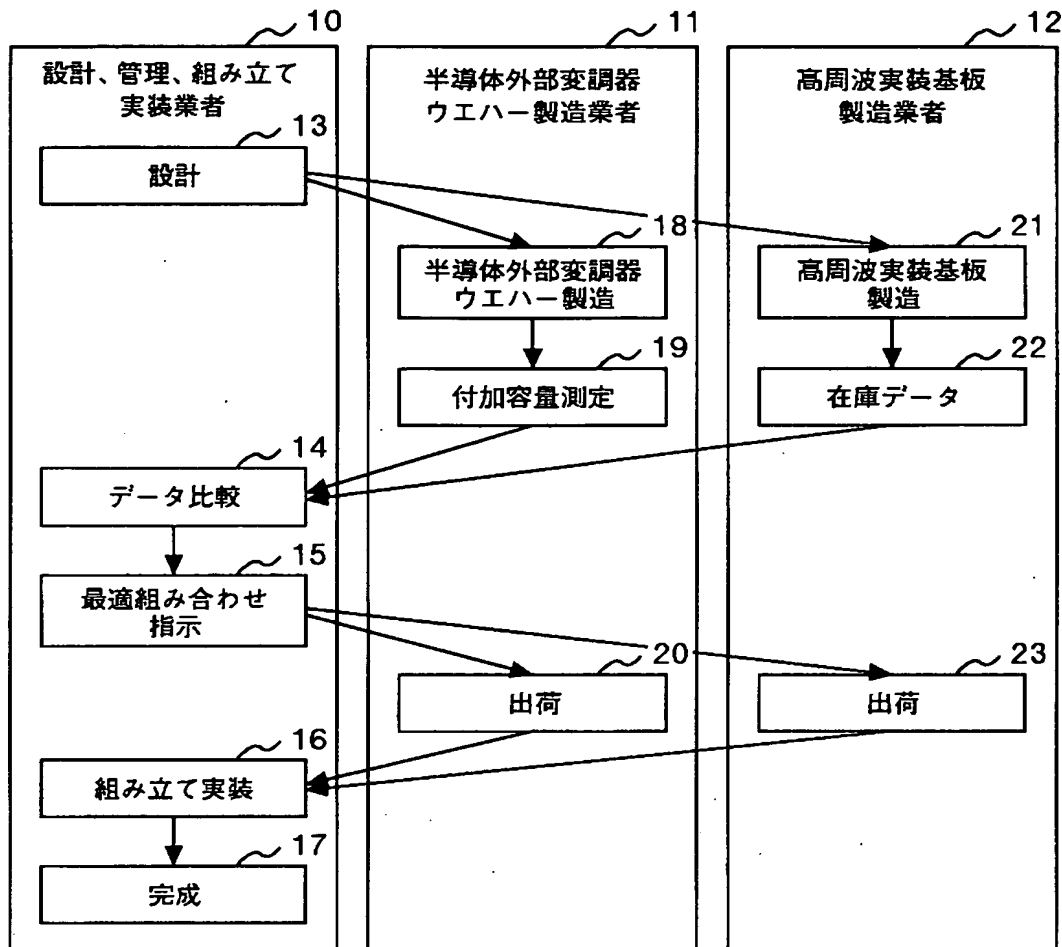 10
設計、管理、組み立て
実装業者
13
設計
14
データ比較
15
最適組み合わせ
指示
16
組み立て実装
17
完成
11
半導体外部変調器
ウエハー製造業者
18
半導体外部変調器
ウエハー製造
19
付加容量測定
20
出荷
12
高周波実装基板
製造業者
21
高周波実装基板
製造
22
在庫データ
23
出荷